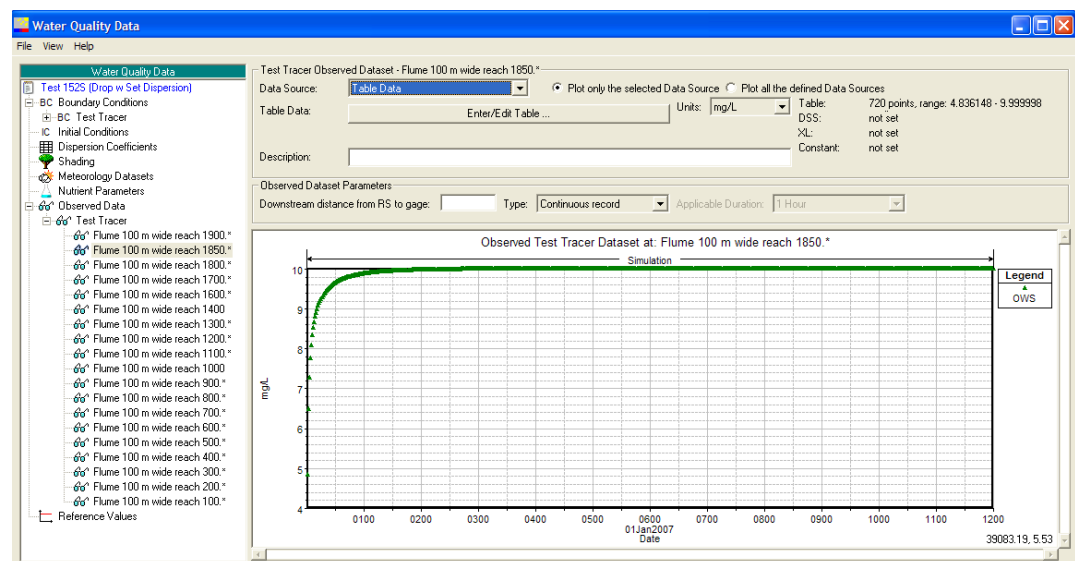 Water Quality Data
File View Help
Water Quality Data
Test 152S (Drop w Set Dispersion)
BC Boundary Conditions
BC Test Tracer
IC Initial Conditions
Dispersion Coefficients
Shading
Meteorology Datasets
Nutrient Parameters
Observed Data
Test Tracer
Flume 100 m wide reach 1900.*
Flume 100 m wide reach 1850.*
Flume 100 m wide reach 1800.*
Flume 100 m wide reach 1700.*
Flume 100 m wide reach 1600.*
Flume 100 m wide reach 1400
Flume 100 m wide reach 1300.*
Flume 100 m wide reach 1200.*
Flume 100 m wide reach 1100.*
Flume 100 m wide reach 1000
Flume 100 m wide reach 900.*
Flume 100 m wide reach 800.*
Flume 100 m wide reach 700.*
Flume 100 m wide reach 600.*
Flume 100 m wide reach 500.*
Flume 100 m wide reach 400.*
Flume 100 m wide reach 300.*
Flume 100 m wide reach 200.*
Flume 100 m wide reach 100.*
Reference Values
Test Tracer Observed Dataset - Flume 100 m wide reach 1850.*
Data Source: Table Data Plot only the selected Data Source Plot all the defined Data Sources
Table Data: Enter/Edit Table ... Units: mg/L Table: 720 points, range: 4.836148 - 9.999998
DSS: not set
XL: not set
Constant: not set
Description:
Observed Dataset Parameters
Downstream distance from RS to gage: Type: Continuous record Applicable Duration: 1 Hour
Observed Test Tracer Dataset at: Flume 100 m wide reach 1850.*
Simulation
10
9
8
7
6
5
4
mg/L
Legend
OWS
0100 0200 0300 0400 0500 0600 0700 0800 0900 1000 1100 1200
01Jan2007
Date
39083.19, 5.53